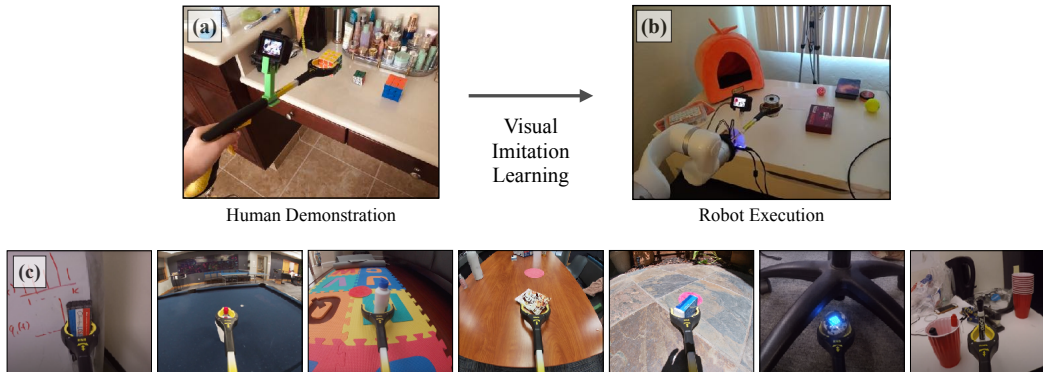 (a)
(b)
Visual
Imitation
Learning
Human Demonstration
Robot Execution
(c)